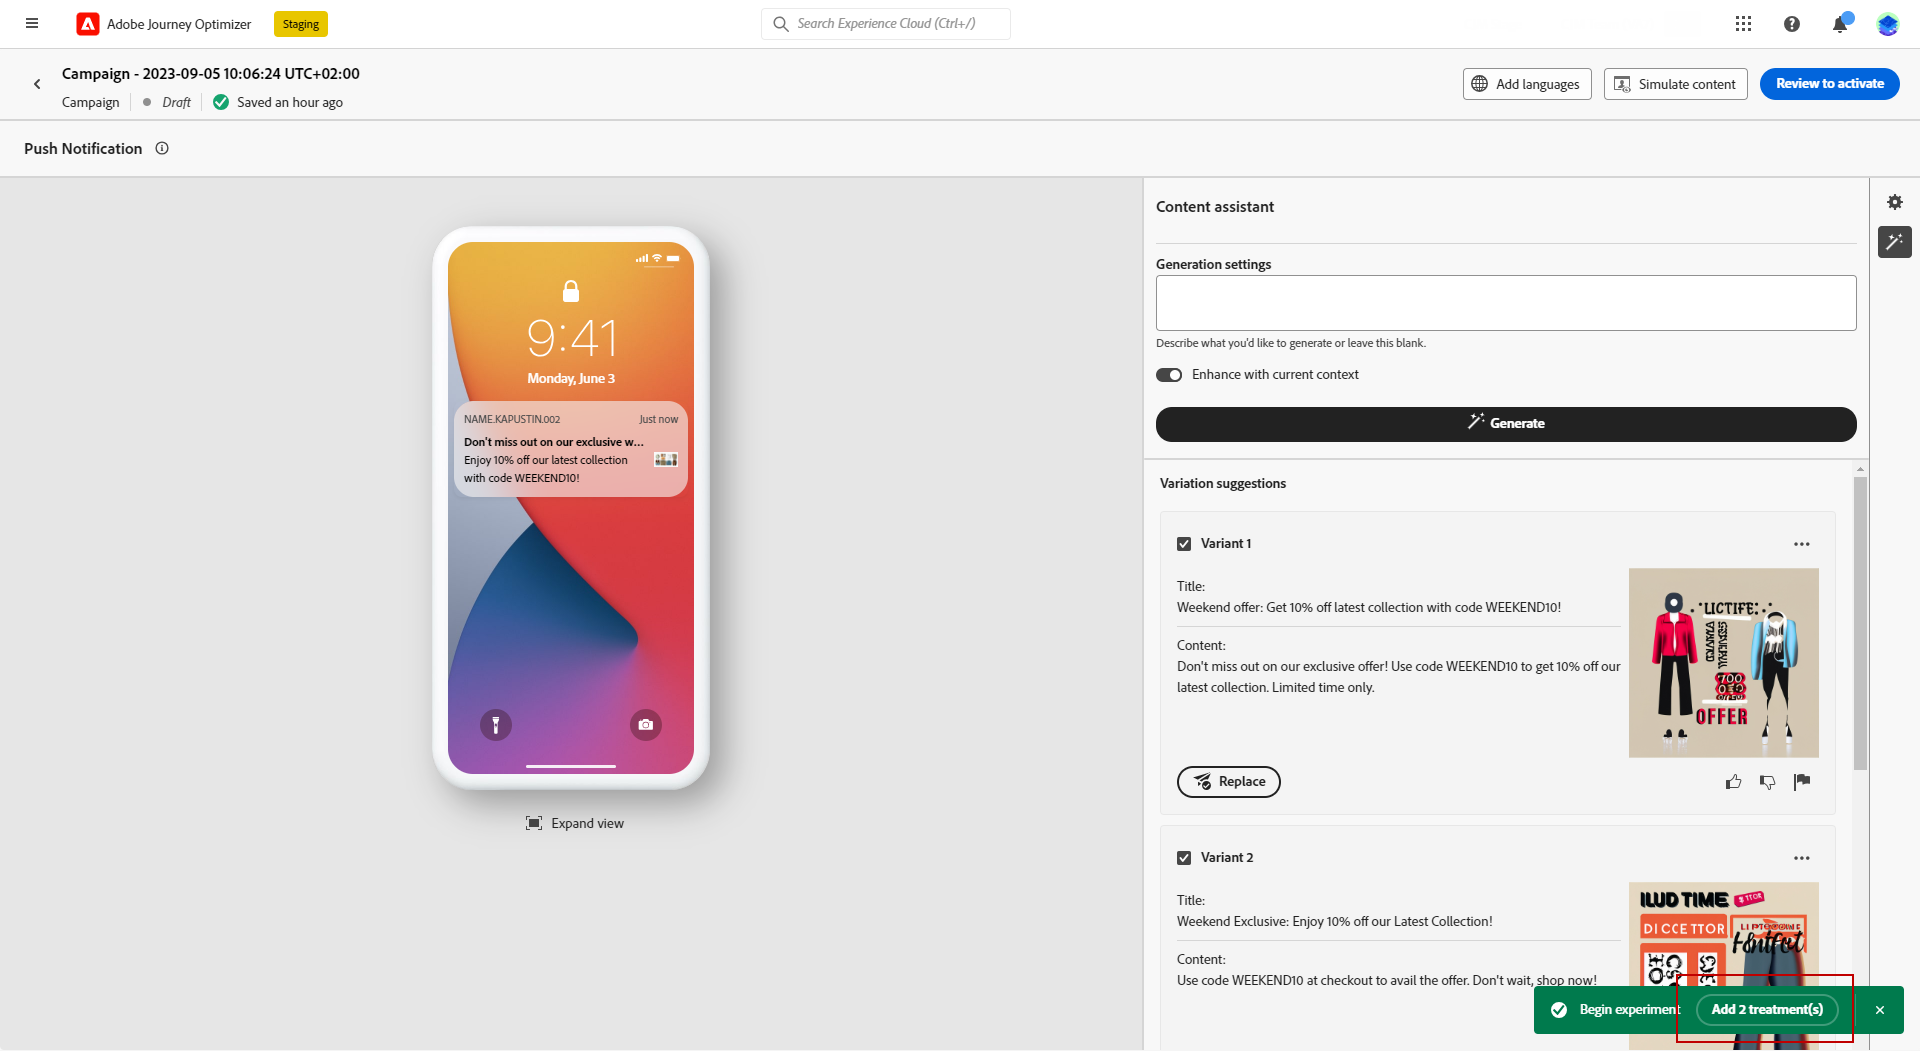 Adobe Journey Optimizer
Staging
Search Experience Cloud (Ctrl+/)
Campaign - 2023-09-05 10:06:24 UTC+02:00
Campaign
Draft
Saved an hour ago
Add languages
Simulate content
Review to activate
Push Notification
9:41
Monday, June 3
NAME.KAPUSTIN.002
Just now
Don't miss out on our exclusive w...
Enjoy 10% off our latest collection
with code WEEKEND10!
Expand view
Content assistant
Generation settings
Describe what you'd like to generate or leave this blank.
Enhance with current context
Generate
Variation suggestions
Variant 1
Title:
Weekend offer: Get 10% off latest collection with code WEEKEND10!
Content:
Don't miss out on our exclusive offer! Use code WEEKEND10 to get 10% off our
latest collection. Limited time only.
UCTIFE:
OFFER
Replace
Variant 2
Title:
Weekend Exclusive: Enjoy 10% off our Latest Collection!
Content:
Use code WEEKEND10 at checkout to avail the offer. Don't wait, shop now!
ILUD TIME
DICCETTOR
Begin experiment
Add 2 treatment(s)